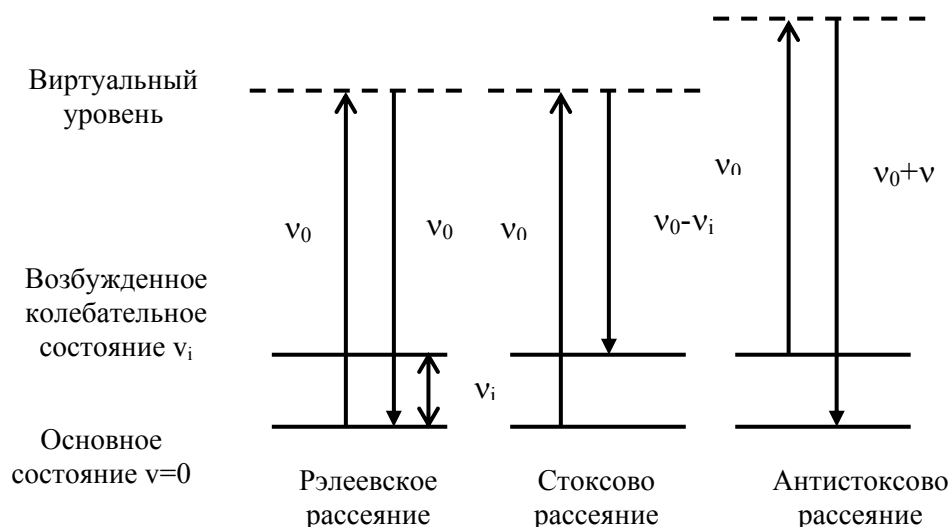 Виртуальный
уровень
ν₀
ν₀
ν₀
ν₀-νᵢ
ν₀
ν₀+ν
Возбужденное
колебательное
состояние vᵢ
νᵢ
Основное
состояние v=0
Рэлеевское
рассеяние
Стоксово
рассеяние
Антистоксово
рассеяние